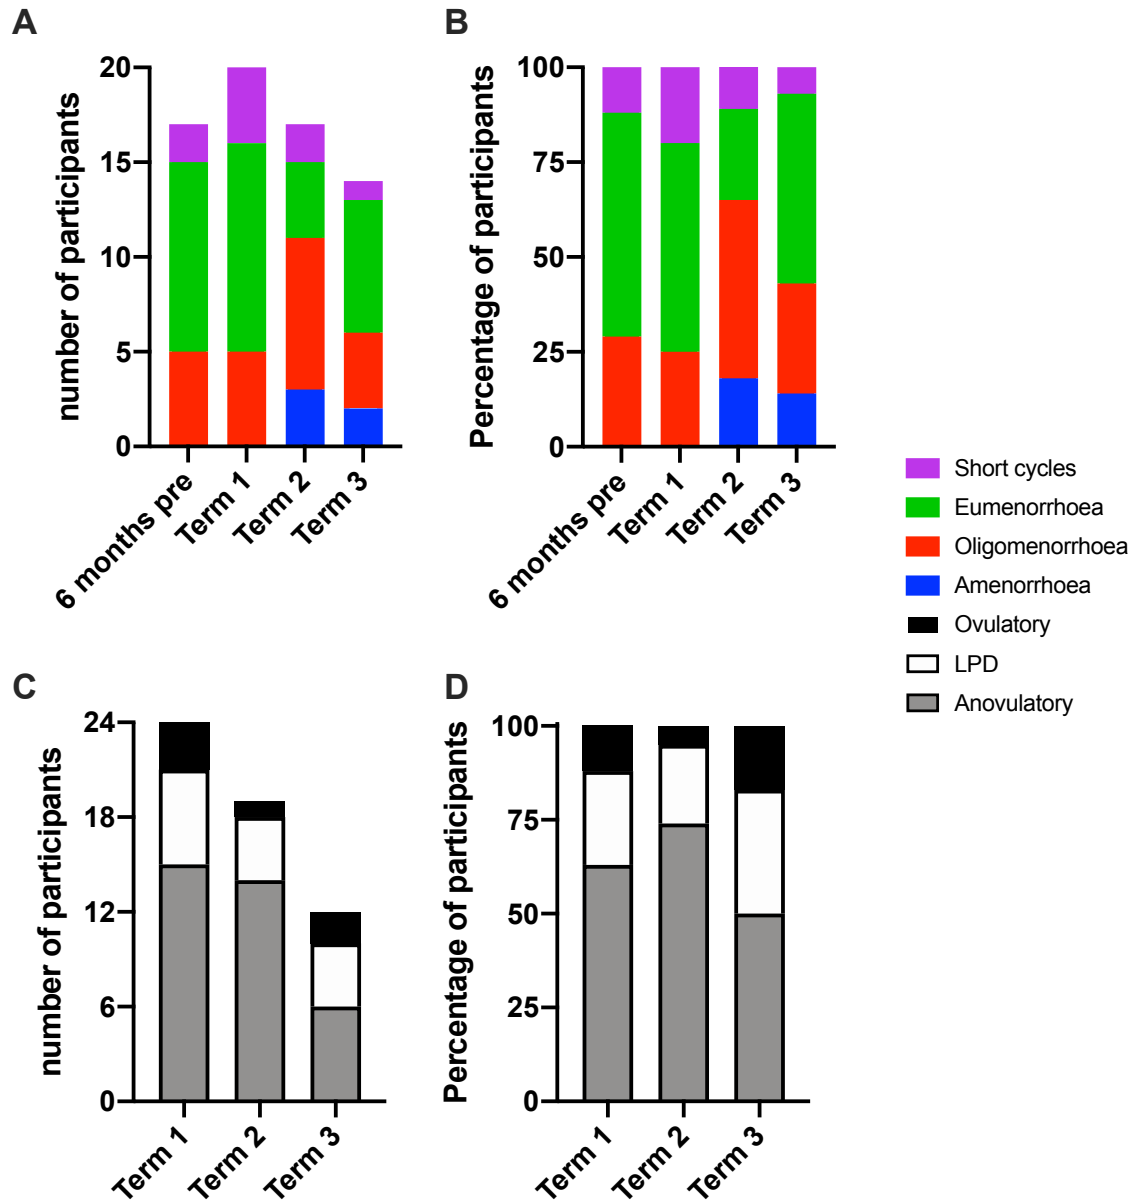 A
number of participants
20
15
10
5
0
6 months pre
Term 1
Term 2
Term 3
B
Percentage of participants
100
75
50
25
0
6 months pre
Term 1
Term 2
Term 3
Short cycles
Eumenorrhoea
Oligomenorrhoea
Amenorrhoea
Ovulatory
LPD
Anovulatory
C
number of participants
24
18
12
6
0
Term 1
Term 2
Term 3
D
Percentage of participants
100
75
50
25
0
Term 1
Term 2
Term 3